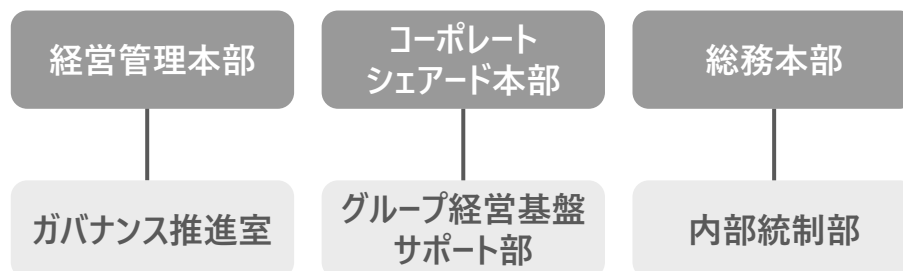 経営管理本部
コーポレート
シェアード本部
総務本部
ガバナンス推進室
グループ経営基盤
サポート部
内部統制部